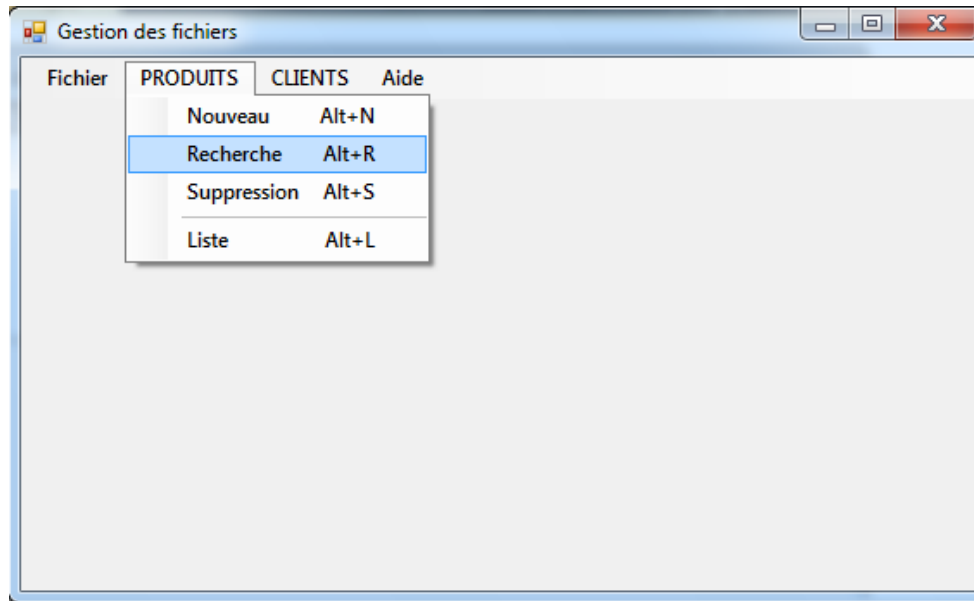 Gestion des fichiers
Fichier PRODUITS CLIENTS Aide
Nouveau Alt+N
Recherche Alt+R
Suppression Alt+S
Liste Alt+L